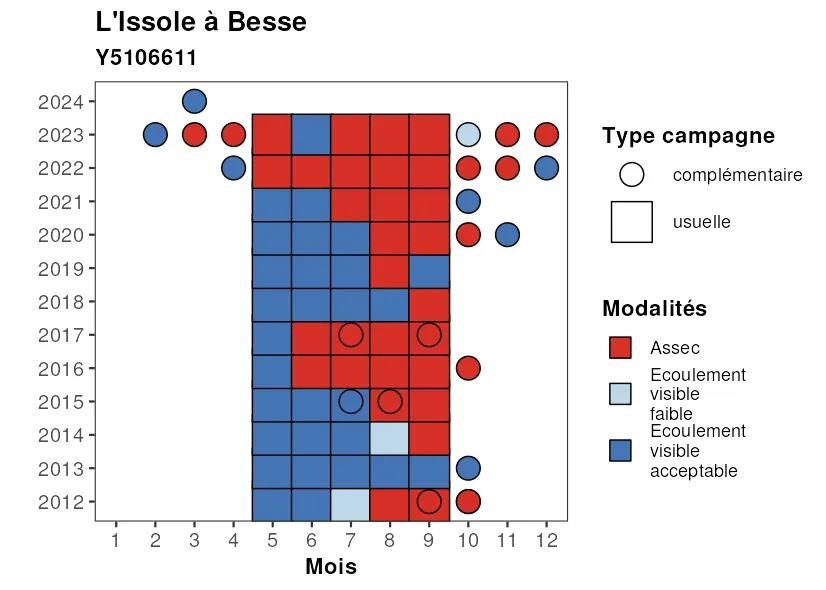 L'Issole à Besse
Y5106611
2024
2023
2022
2021
2020
2019
2018
2017
2016
2015
2014
2013
2012
1 2 3 4 5 6 7 8 9 10 11 12
Mois
Type campagne
complémentaire
usuelle
Modalités
Assec
Ecoulement
visible
faible
Ecoulement
visible
acceptable